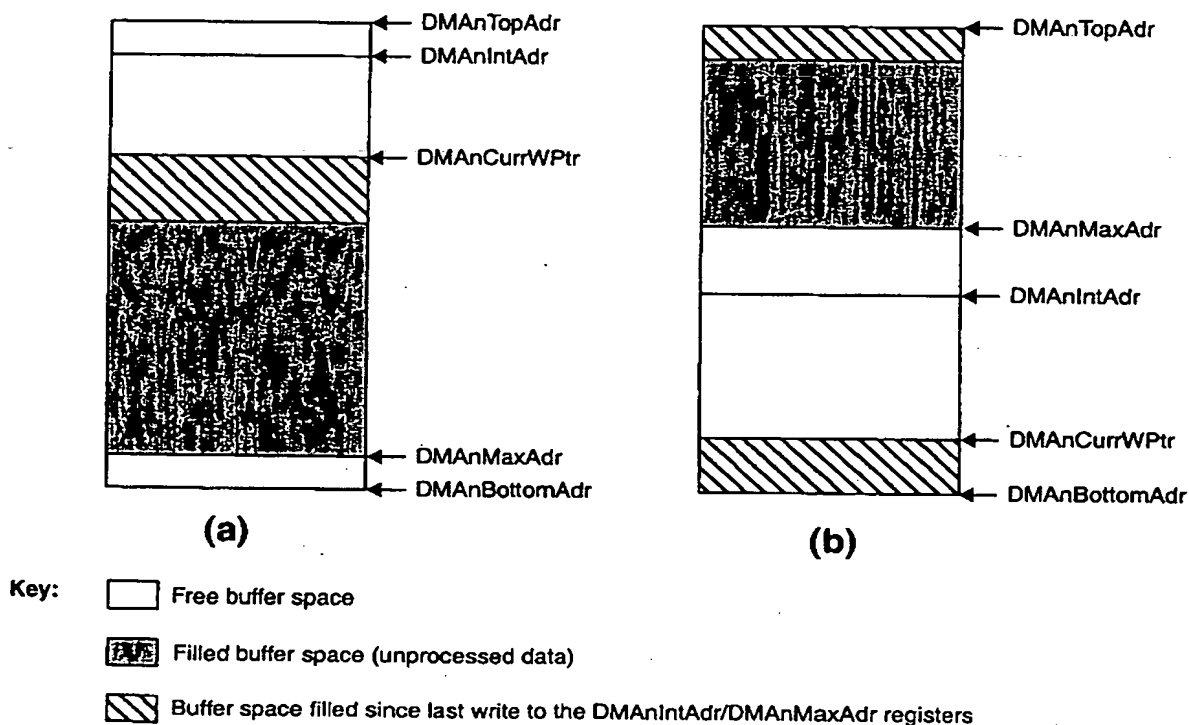 DMAnTopAdr
DMAnIntAdr
DMAnCurrWPtr
DMAnMaxAdr
DMAnBottomAdr
(a)
DMAnTopAdr
DMAnMaxAdr
DMAnIntAdr
DMAnCurrWPtr
DMAnBottomAdr
(b)
Key:
Free buffer space
Filled buffer space (unprocessed data)
Buffer space filled since last write to the DMAnIntAdr/DMAnMaxAdr registers